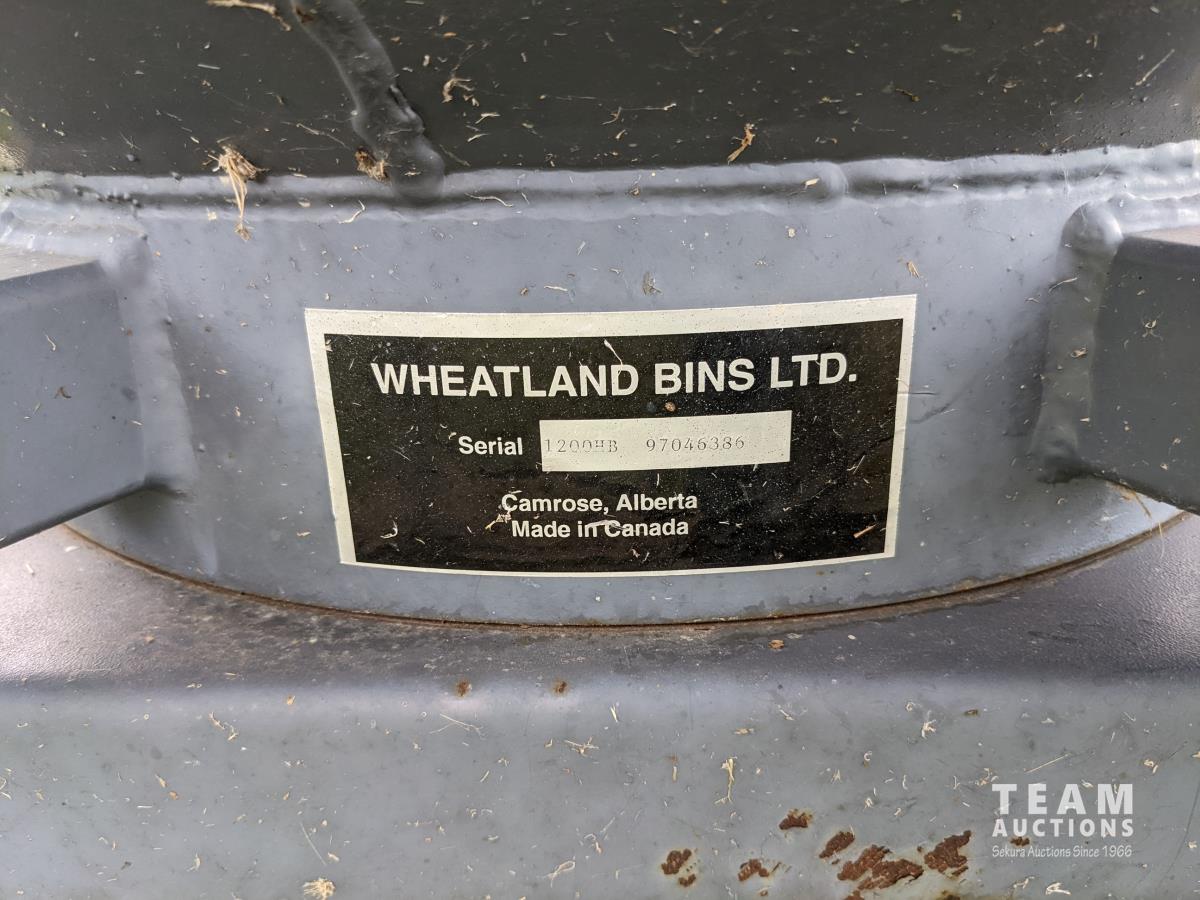 WHEATLAND BINS LTD.
Serial 1200HB 97046386
Camrose, Alberta
Made in Canada
TEAM
AUCTIONS
Sekura Auctions Since 1966